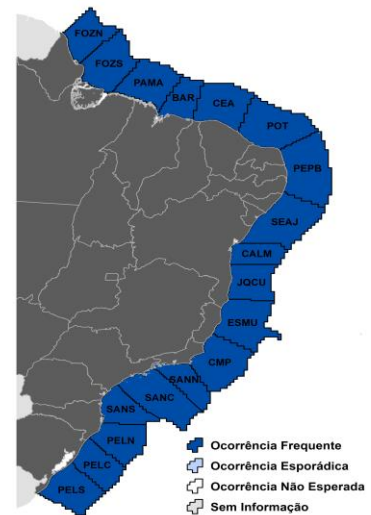 FOZN
FOZS
PAMA
BAR
CEA
POT
PEPB
SEAJ
CALM
JQCU
ESMU
CMP
SANN
SANC
SANS
PELN
PELC
PELS
Ocorrência Frequente
Ocorrência Esporádica
Ocorrência Não Esperada
Sem Informação